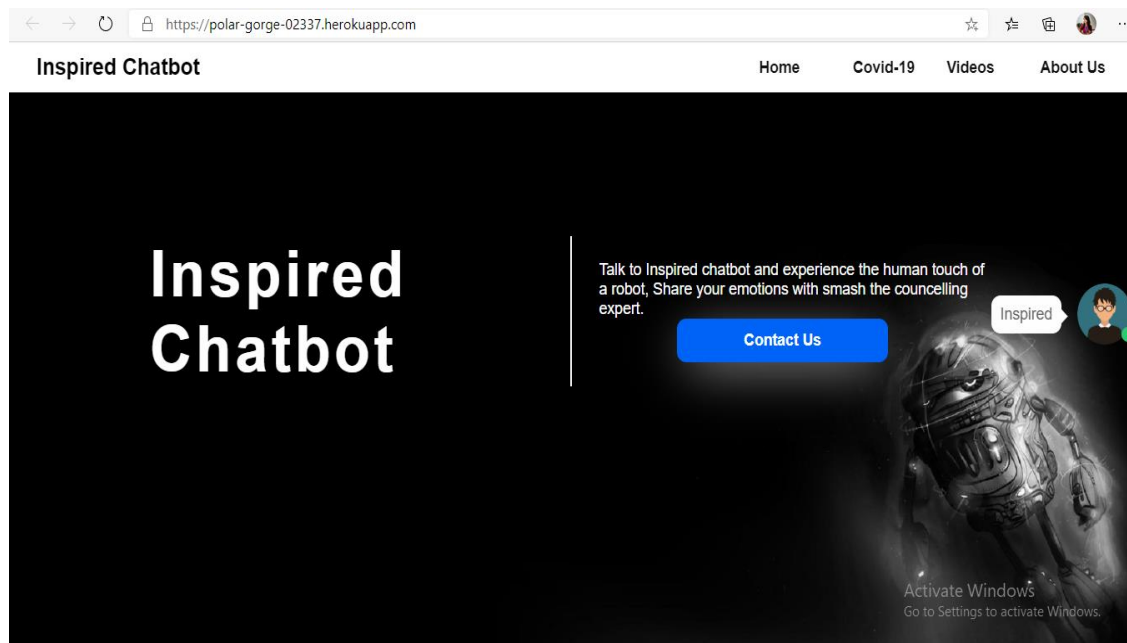 https://polar-gorge-02337.herokuapp.com
Inspired Chatbot
Home
Covid-19
Videos
About Us
Inspired
Chatbot
Talk to Inspired chatbot and experience the human touch of
a robot, Share your emotions with smash the councelling
expert.
Contact Us
Inspired
Activate Windows
Go to Settings to activate Windows.